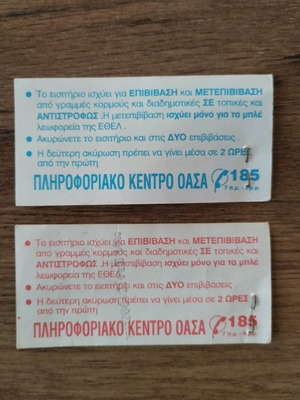 • Το εισιτήριο ισχύει για ΕΠΙΒΙΒΑΣΗ και ΜΕΤΕΠΙΒΙΒΑΣΗ
από γραμμές κορμούς και διαδημοτικές ΣΕ τοπικές και
ΑΝΤΙΣΤΡΟΦΩΣ .Η μετεπιβίβαση ισχύει μόνο για τα μπλέ
λεωφορεία της ΕΘΕΛ .
• Ακυρώνετε το εισιτήριο και στις ΔΥΟ επιβιβάσεις .
• Η δεύτερη ακύρωση πρέπει να γίνει μέσα σε 2 ΩΡΕΣ
από την πρώτη
ΠΛΗΡΟΦΟΡΙΑΚΟ ΚΕΝΤΡΟ ΟΑΣΑ 185
• Το εισιτήριο ισχύει για ΕΠΙΒΙΒΑΣΗ και ΜΕΤΕΠΙΒΙΒΑΣΗ
από γραμμές κορμούς και διαδημοτικές ΣΕ τοπικές και
ΑΝΤΙΣΤΡΟΦΩΣ .Η μετεπιβίβαση ισχύει μόνο για τα μπλέ
λεωφορεία της ΕΘΕΛ .
• Ακυρώνετε το εισιτήριο και στις ΔΥΟ επιβιβάσεις .
• Η δεύτερη ακύρωση πρέπει να γίνει μέσα σε 2 ΩΡΕΣ
από την πρώτη
ΠΛΗΡΟΦΟΡΙΑΚΟ ΚΕΝΤΡΟ ΟΑΣΑ 185